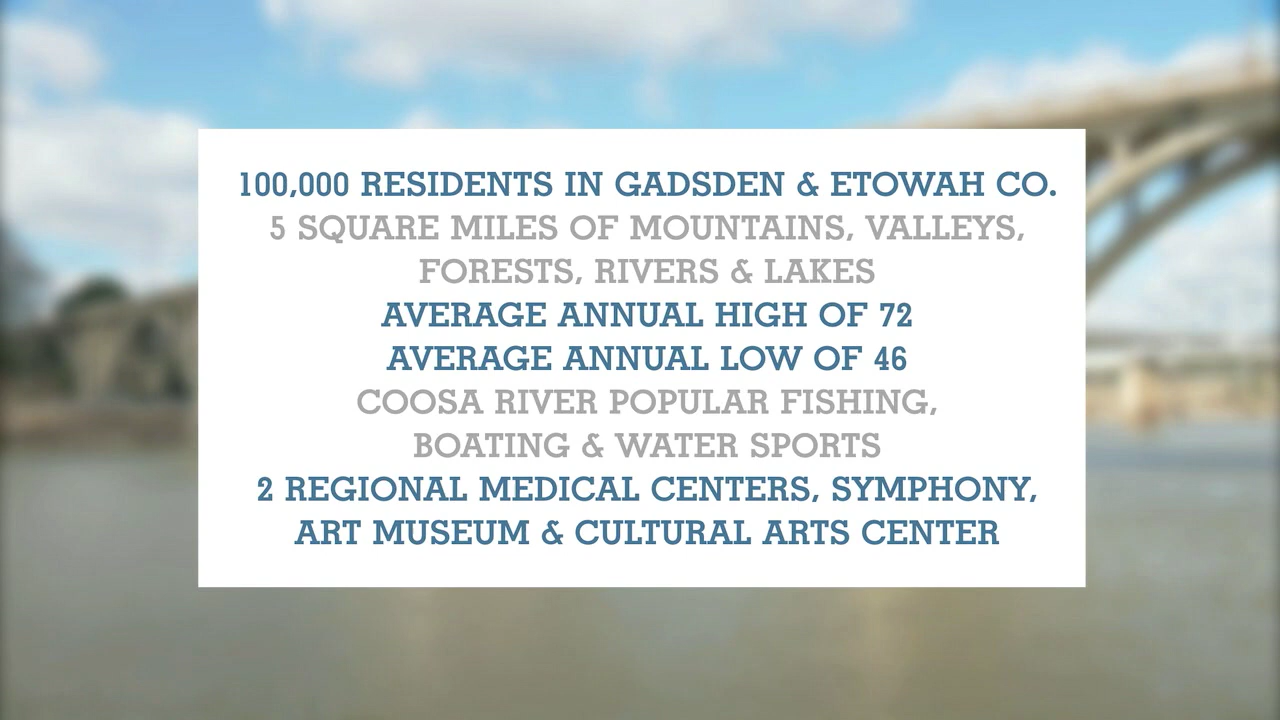 100,000 RESIDENTS IN GADSDEN & ETOWAH CO.
5 SQUARE MILES OF MOUNTAINS, VALLEYS,
FORESTS, RIVERS & LAKES
AVERAGE ANNUAL HIGH OF 72
AVERAGE ANNUAL LOW OF 46
COOSA RIVER POPULAR FISHING,
BOATING & WATER SPORTS
2 REGIONAL MEDICAL CENTERS, SYMPHONY,
ART MUSEUM & CULTURAL ARTS CENTER